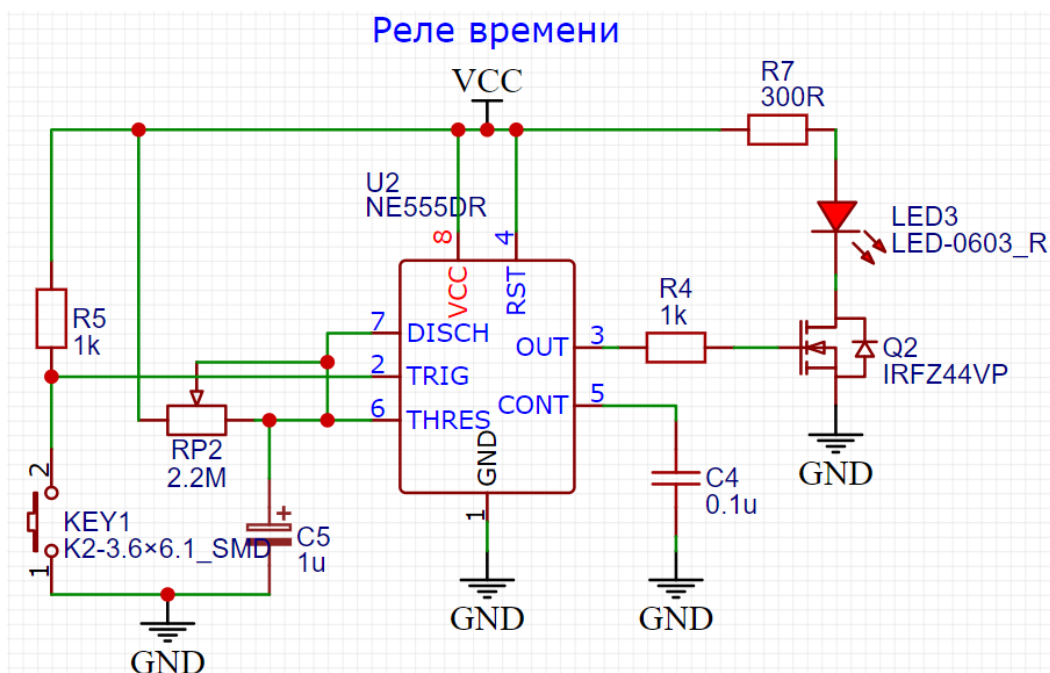 Реле времени
VCC
R7
300R
U2
NE555DR
LED3
LED-0603_R
8
4
VCC
RST
R5
1k
7
DISCH
R4
1k
3
OUT
Q2
IRFZ44VP
2
TRIG
5
CONT
6
THRES
GND
RP2
2.2M
GND
C4
0.1u
2
KEY1
K2-3.6×6.1_SMD
1
C5
1u
+
1
GND
GND
GND